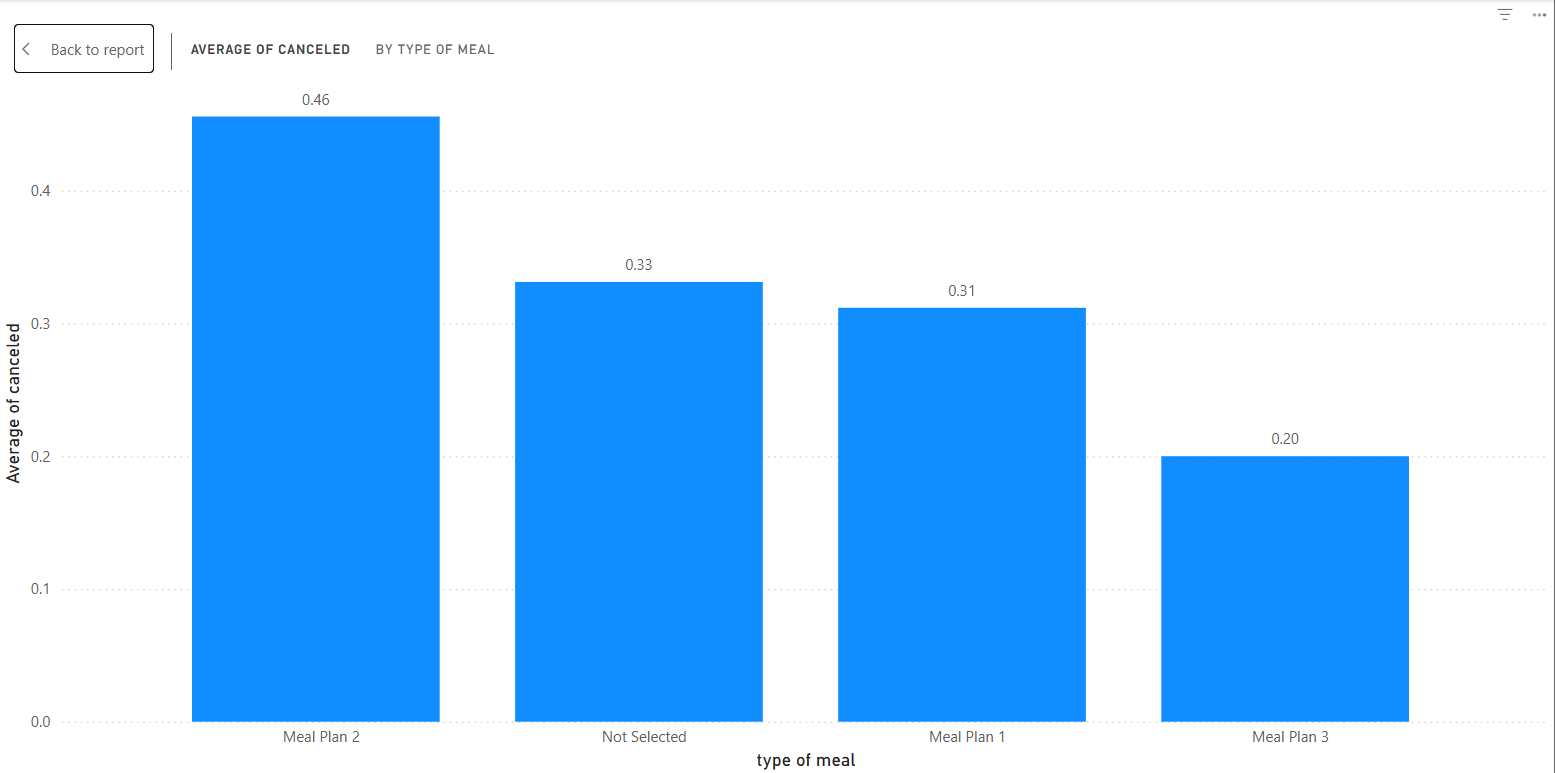 Back to report
AVERAGE OF CANCELED BY TYPE OF MEAL
0.46
0.4
0.33
0.31
0.3
0.20
0.2
0.1
0.0
Average of canceled
Meal Plan 2 Not Selected Meal Plan 1 Meal Plan 3
type of meal